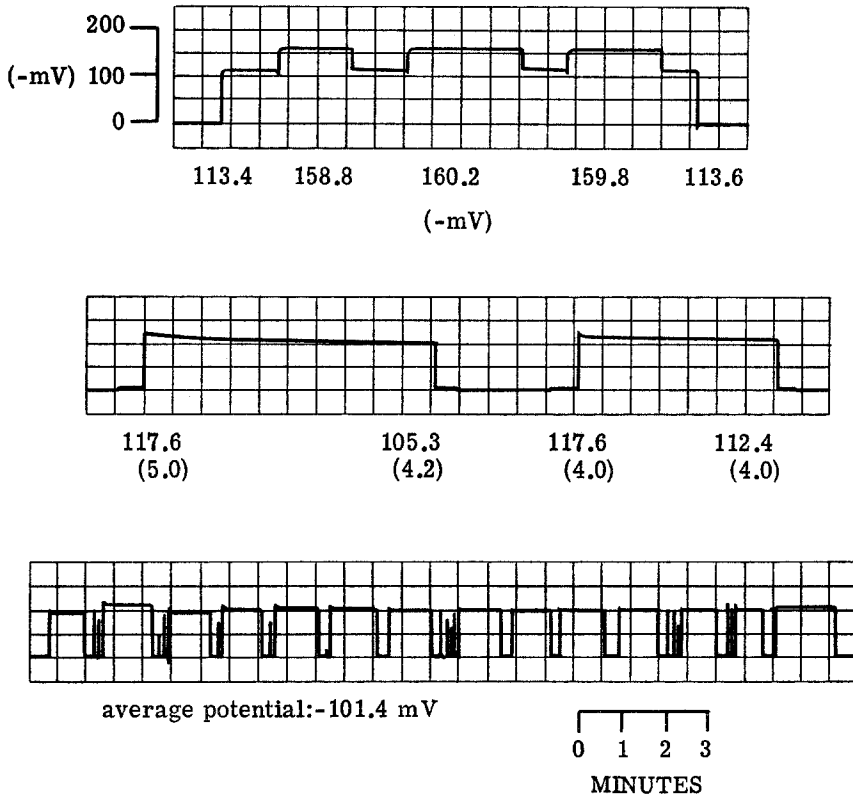 200
(-mV) 100
0
113.4 158.8 160.2 159.8 113.6
(-mV)
117.6 105.3 117.6 112.4
(5.0) (4.2) (4.0) (4.0)
average potential:-101.4 mV
0 1 2 3
MINUTES